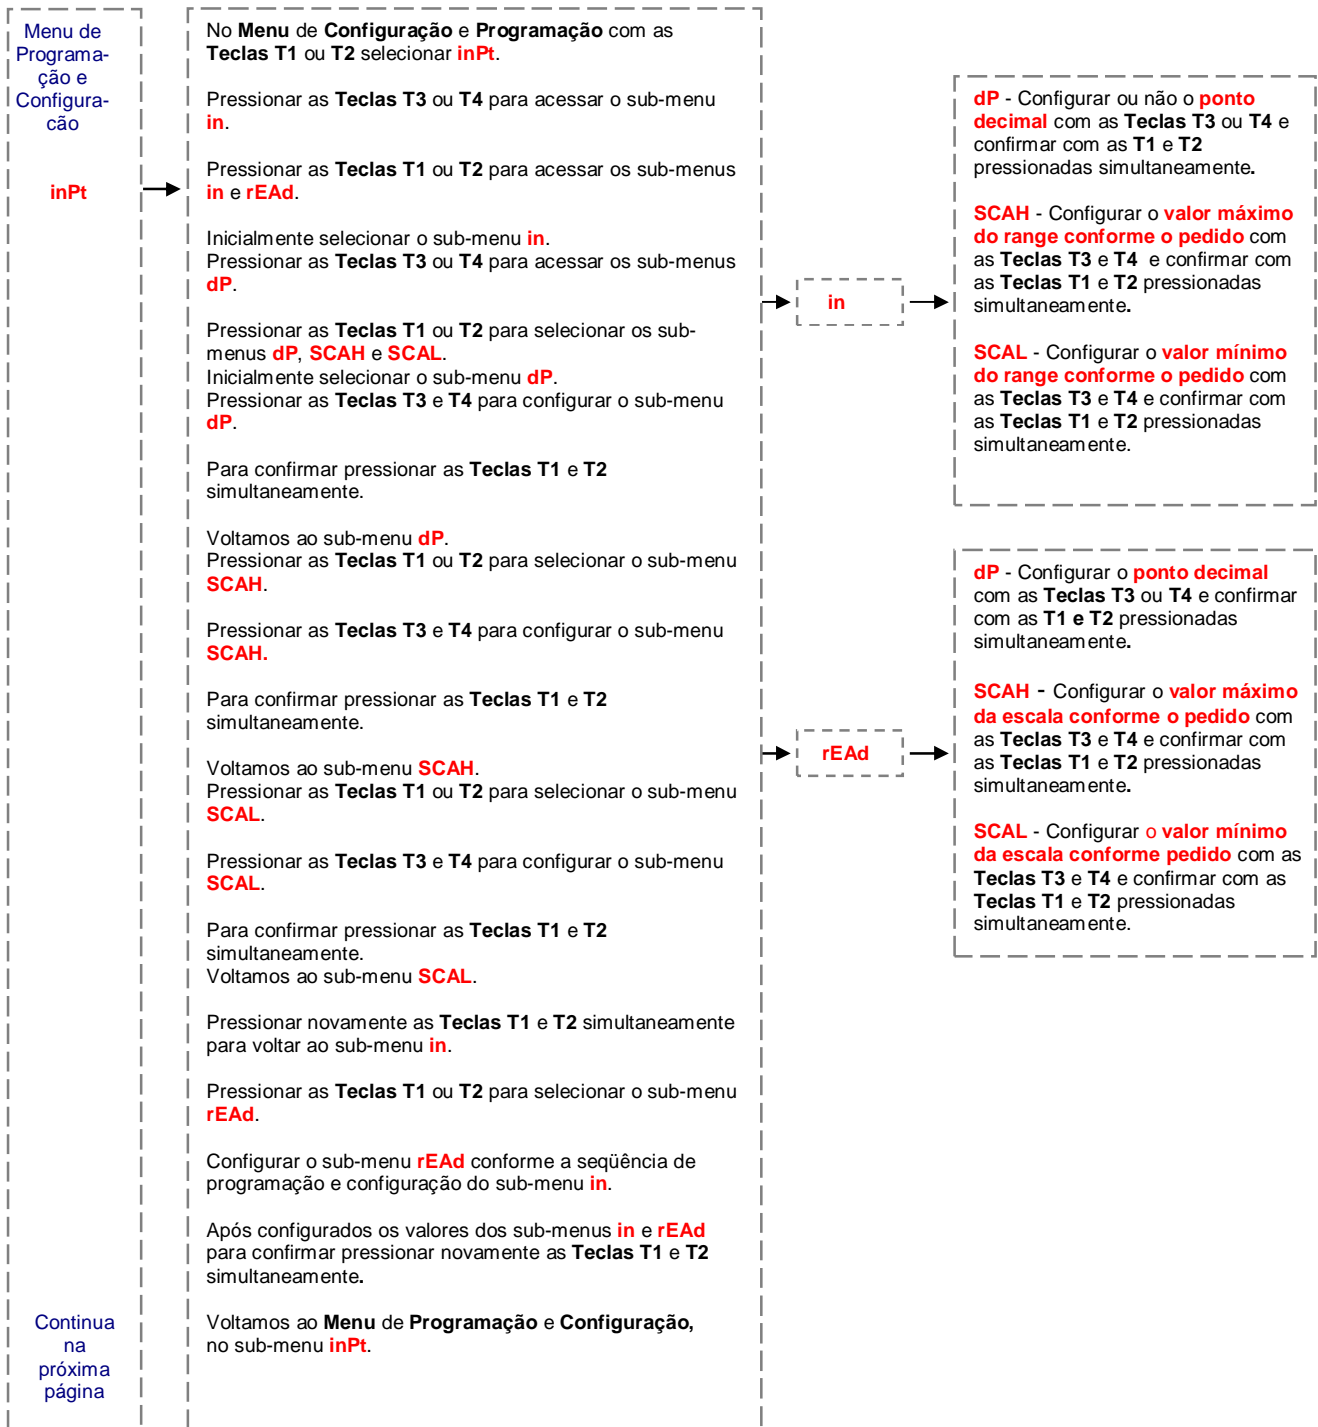 Menu de
Programa-
ção e
Configura-
cão
inPt
Continua
na
próxima
página
No Menu de Configuração e Programação com as
Teclas T1 ou T2 selecionar inPt.
Pressionar as Teclas T3 ou T4 para acessar o sub-menu
in.
Pressionar as Teclas T1 ou T2 para acessar os sub-menus
in e rEAd.
Inicialmente selecionar o sub-menu in.
Pressionar as Teclas T3 ou T4 para acessar os sub-menus
dP.
Pressionar as Teclas T1 ou T2 para selecionar os sub-
menus dP, SCAH e SCAL.
Inicialmente selecionar o sub-menu dP.
Pressionar as Teclas T3 e T4 para configurar o sub-menu
dP.
Para confirmar pressionar as Teclas T1 e T2
simultaneamente.
Voltamos ao sub-menu dP.
Pressionar as Teclas T1 ou T2 para selecionar o sub-menu
SCAH.
Pressionar as Teclas T3 e T4 para configurar o sub-menu
SCAH.
Para confirmar pressionar as Teclas T1 e T2
simultaneamente.
Voltamos ao sub-menu SCAH.
Pressionar as Teclas T1 ou T2 para selecionar o sub-menu
SCAL.
Pressionar as Teclas T3 e T4 para configurar o sub-menu
SCAL.
Para confirmar pressionar as Teclas T1 e T2
simultaneamente.
Voltamos ao sub-menu SCAL.
Pressionar novamente as Teclas T1 e T2 simultaneamente
para voltar ao sub-menu in.
Pressionar as Teclas T1 ou T2 para selecionar o sub-menu
rEAd.
Configurar o sub-menu rEAd conforme a seqüência de
programação e configuração do sub-menu in.
Após configurados os valores dos sub-menus in e rEAd
para confirmar pressionar novamente as Teclas T1 e T2
simultaneamente.
Voltamos ao Menu de Programação e Configuração,
no sub-menu inPt.
in
dP - Configurar ou não o ponto
decimal com as Teclas T3 ou T4 e
confirmar com as T1 e T2
pressionadas simultaneamente.
SCAH - Configurar o valor máximo
do range conforme o pedido com
as Teclas T3 e T4 e confirmar com
as Teclas T1 e T2 pressionadas
simultaneamente.
SCAL - Configurar o valor mínimo
do range conforme o pedido com
as Teclas T3 e T4 e confirmar com
as Teclas T1 e T2 pressionadas
simultaneamente.
rEAd
dP - Configurar o ponto decimal
com as Teclas T3 ou T4 e confirmar
com as T1 e T2 pressionadas
simultaneamente.
SCAH - Configurar o valor máximo
da escala conforme o pedido com
as Teclas T3 e T4 e confirmar com
as Teclas T1 e T2 pressionadas
simultaneamente.
SCAL - Configurar o valor mínimo
da escala conforme pedido com as
Teclas T3 e T4 e confirmar com as
Teclas T1 e T2 pressionadas
simultaneamente.